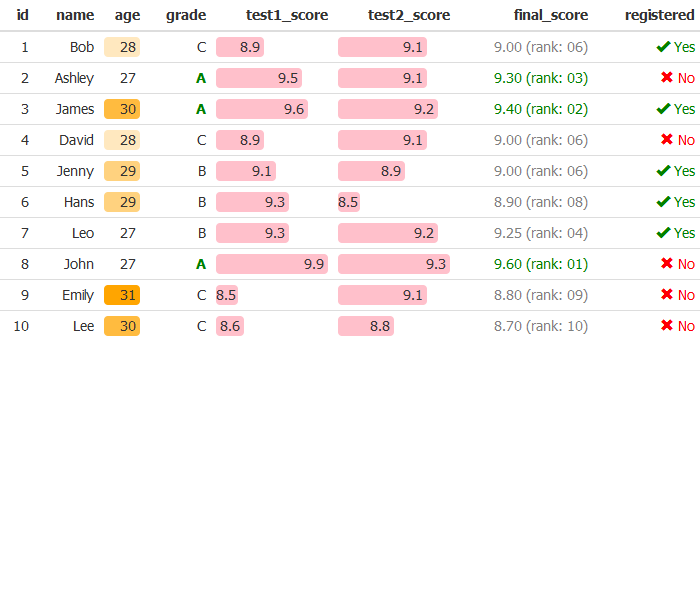 id name age grade test1_score test2_score final_score registered
1 Bob 28 C 8.9 9.1 9.00 (rank: 06) Yes
2 Ashley 27 A 9.5 9.1 9.30 (rank: 03) No
3 James 30 A 9.6 9.2 9.40 (rank: 02) Yes
4 David 28 C 8.9 9.1 9.00 (rank: 06) No
5 Jenny 29 B 9.1 8.9 9.00 (rank: 06) Yes
6 Hans 29 B 9.3 8.5 8.90 (rank: 08) Yes
7 Leo 27 B 9.3 9.2 9.25 (rank: 04) Yes
8 John 27 A 9.9 9.3 9.60 (rank: 01) No
9 Emily 31 C 8.5 9.1 8.80 (rank: 09) No
10 Lee 30 C 8.6 8.8 8.70 (rank: 10) No